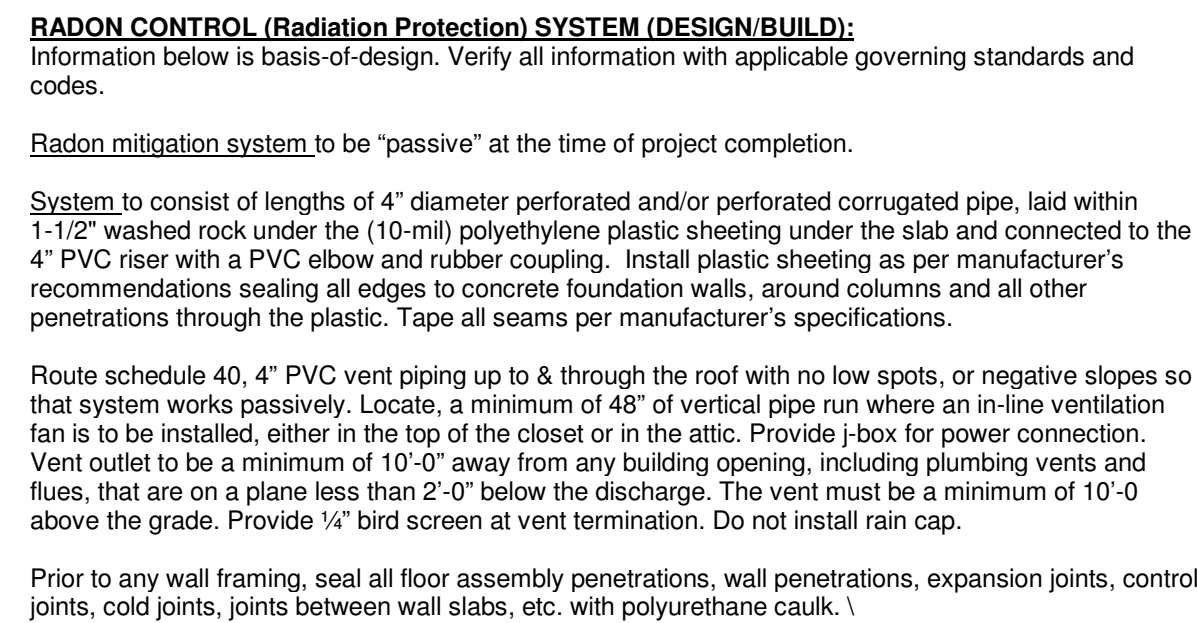 RADON CONTROL (Radiation Protection) SYSTEM (DESIGN/BUILD):
Information below is basis-of-design. Verify all information with applicable governing standards and
codes.
Radon mitigation system to be “passive” at the time of project completion.
System to consist of lengths of 4” diameter perforated and/or perforated corrugated pipe, laid within
1-1/2" washed rock under the (10-mil) polyethylene plastic sheeting under the slab and connected to the
4” PVC riser with a PVC elbow and rubber coupling.  Install plastic sheeting as per manufacturer’s
recommendations sealing all edges to concrete foundation walls, around columns and all other
penetrations through the plastic. Tape all seams per manufacturer’s specifications.
Route schedule 40, 4” PVC vent piping up to & through the roof with no low spots, or negative slopes so
that system works passively. Locate, a minimum of 48” of vertical pipe run where an in-line ventilation
fan is to be installed, either in the top of the closet or in the attic. Provide j-box for power connection.
Vent outlet to be a minimum of 10’-0” away from any building opening, including plumbing vents and
flues, that are on a plane less than 2’-0” below the discharge. The vent must be a minimum of 10’-0
above the grade. Provide ¼” bird screen at vent termination. Do not install rain cap.
Prior to any wall framing, seal all floor assembly penetrations, wall penetrations, expansion joints, control
joints, cold joints, joints between wall slabs, etc. with polyurethane caulk. \